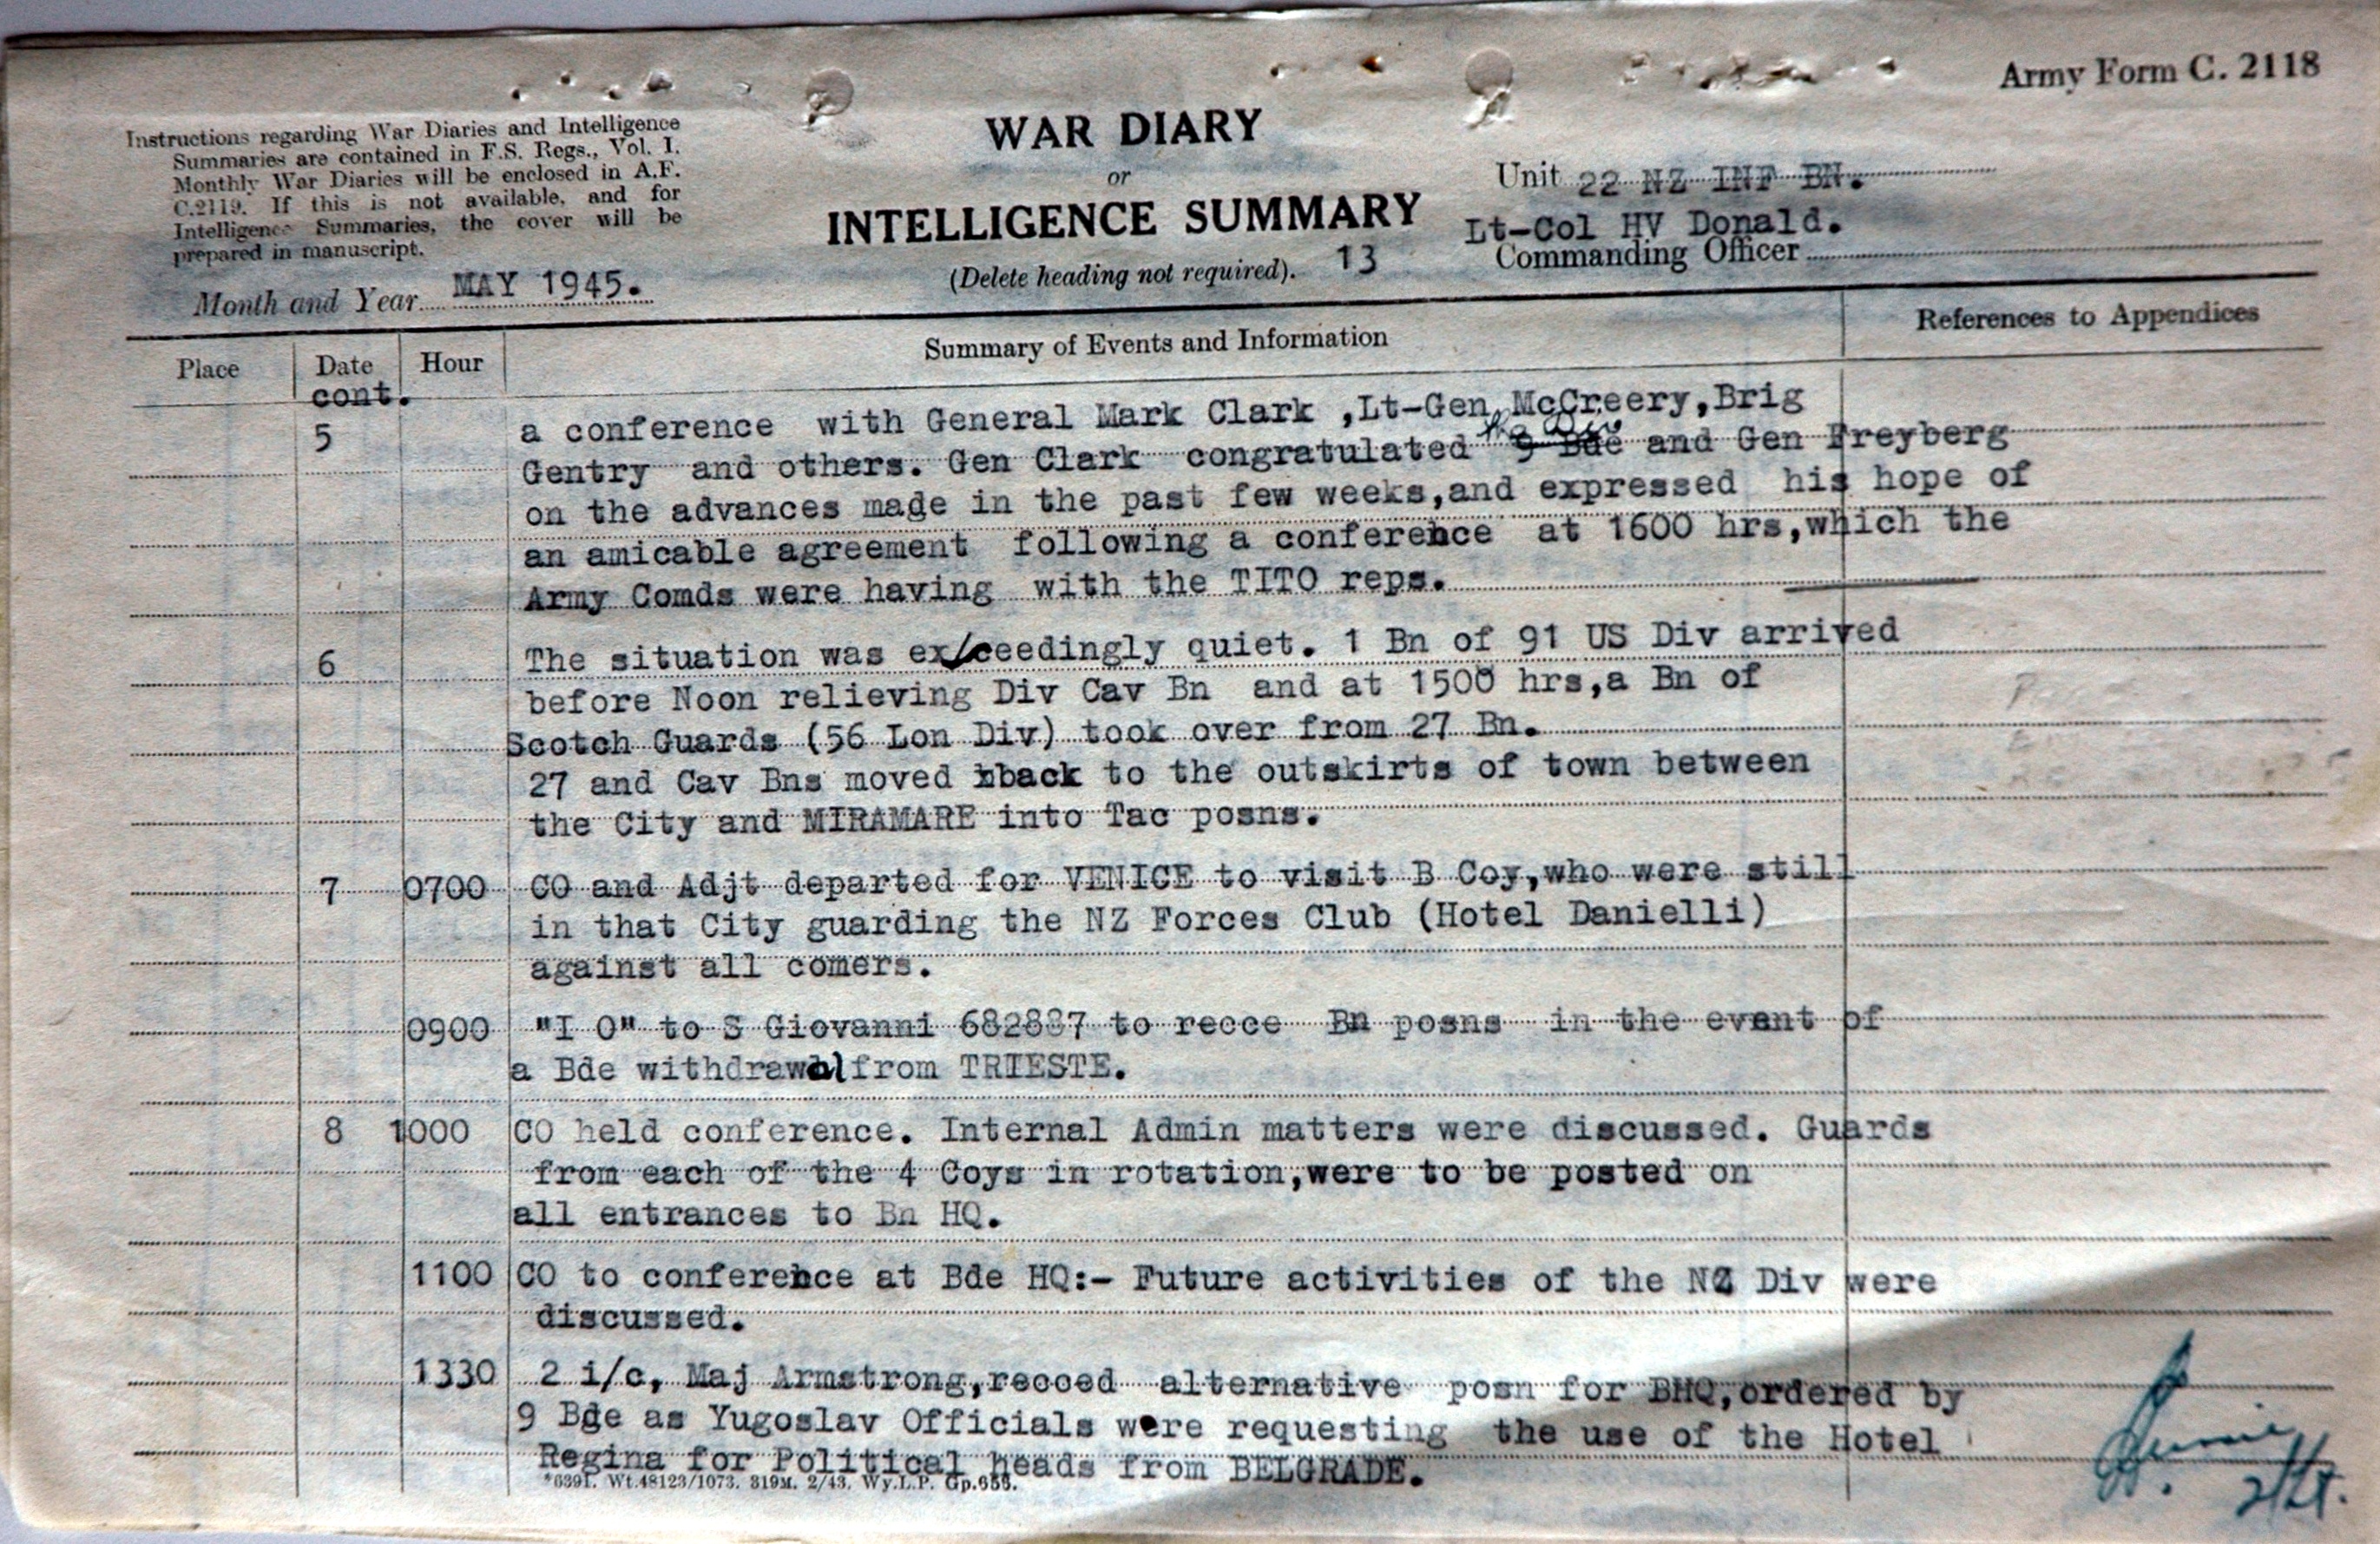 Army Form C. 2118
Instructions regarding War Diaries and Intelligence
Summaries are contained in F.S. Regs., Vol. I.
Monthly War Diaries will be enclosed in A.F.
C.2119. If this is not available, and for
Intelligence Summaries, the cover will be
prepared in manuscript.
Month and Year MAY 1945.
WAR DIARY
or
INTELLIGENCE SUMMARY
(Delete heading not required). 13
Unit 22 NZ INF BN.
Lt-Col HV Donald.
Commanding Officer
Place Date Hour Summary of Events and Information References to Appendices
cont.
5 a conference with General Mark Clark ,Lt-Gen McCreery,Brig
Gentry and others. Gen Clark congratulated 9 Bde and Gen Freyberg
on the advances made in the past few weeks,and expressed his hope of
an amicable agreement following a conference at 1600 hrs,which the
Army Comds were having with the TITO reps.
6 The situation was ex/ceedingly quiet. 1 Bn of 91 US Div arrived
before Noon relieving Div Cav Bn and at 1500 hrs,a Bn of
Scotch Guards (56 Lon Div) took over from 27 Bn.
27 and Cav Bns moved back to the outskirts of town between
the City and MIRAMARE into Tac posns.
7 0700 CO and Adjt departed for VENICE to visit B Coy,who were still
in that City guarding the NZ Forces Club (Hotel Danielli)
against all comers.
0900 "I O" to S Giovanni 682887 to recce Bn posns in the event of
a Bde withdrawal from TRIESTE.
8 1000 CO held conference. Internal Admin matters were discussed. Guards
from each of the 4 Coys in rotation,were to be posted on
all entrances to Bn HQ.
1100 CO to conference at Bde HQ:- Future activities of the NZ Div were
discussed.
1330 2 i/c, Maj Armstrong,recced alternative posn for BHQ,ordered by
9 Bde as Yugoslav Officials were requesting the use of the Hotel
Regina for Political heads from BELGRADE.
*6391. Wt.48123/1073. 319M. 2/43. Wy.L.P. Gp.656.
2/Lt.